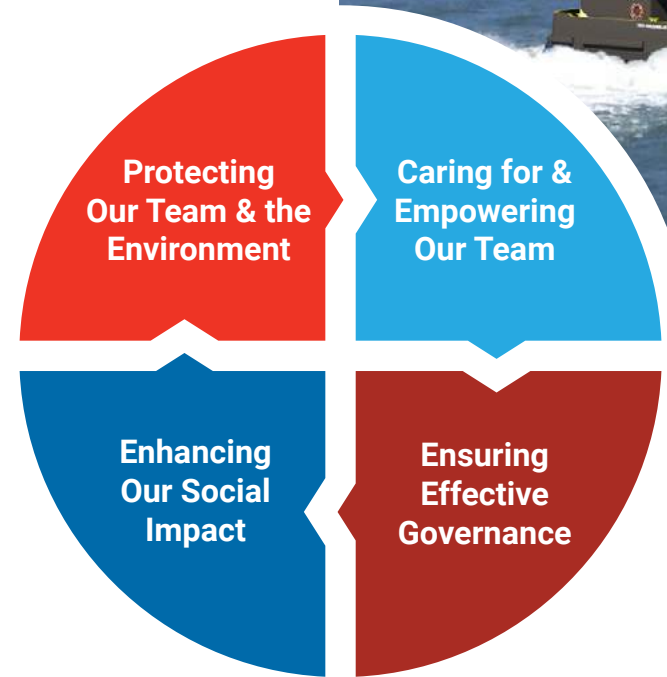 Protecting
Our Team & the
Environment
Caring for &
Empowering
Our Team
Enhancing
Our Social
Impact
Ensuring
Effective
Governance